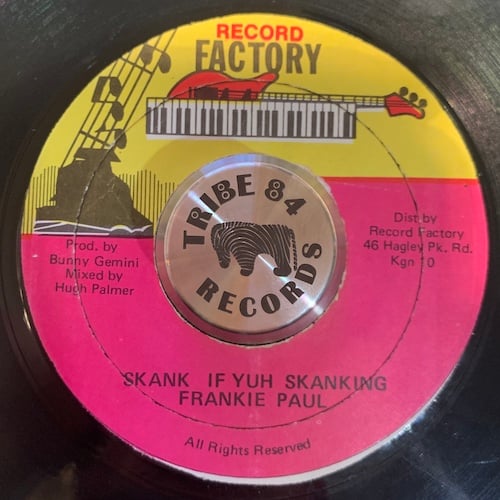 RECORD
FACTORY
TRIBE 84
RECORDS
Prod. by
Bunny Gemini
Mixed by
Hugh Palmer
Dist by
Record Factory
46 Hagley Pk. Rd.
Kgn 10
SKANK IF YUH SKANKING
FRANKIE PAUL
All Rights Reserved